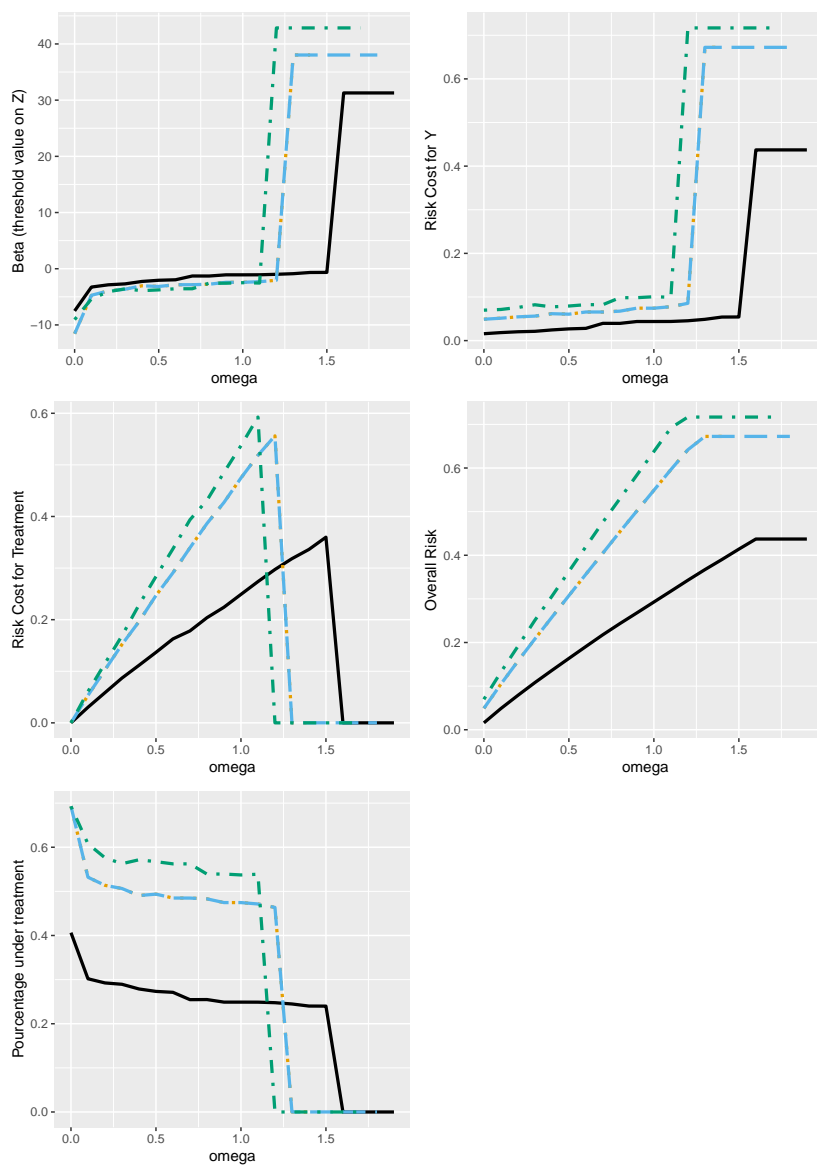 Beta (threshold value on Z)
40
30
20
10
0
−10
0.0 0.5 1.0 1.5
omega
Risk Cost for Y
0.6
0.4
0.2
0.0
0.0 0.5 1.0 1.5
omega
Risk Cost for Treatment
0.6
0.4
0.2
0.0
0.0 0.5 1.0 1.5
omega
Overall Risk
0.6
0.4
0.2
0.0
0.0 0.5 1.0 1.5
omega
Pourcentage under treatment
0.6
0.4
0.2
0.0
0.0 0.5 1.0 1.5
omega